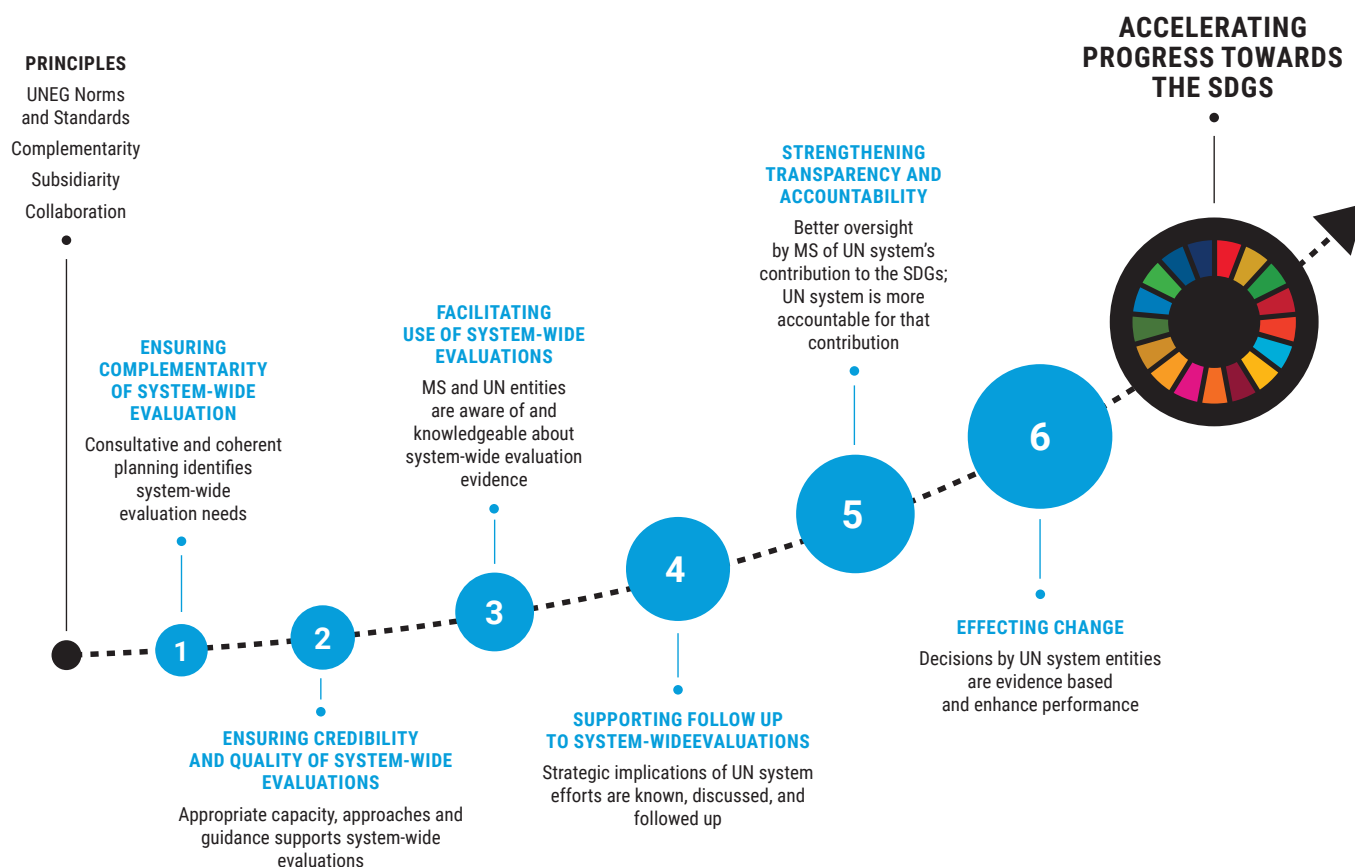 PRINCIPLES
UNEG Norms
and Standards
Complementarity
Subsidiarity
Collaboration
1
ENSURING
COMPLEMENTARITY
OF SYSTEM-WIDE
EVALUATION
Consultative and coherent
planning identifies
system-wide
evaluation needs
2
ENSURING CREDIBILITY
AND QUALITY OF SYSTEM-WIDE
EVALUATIONS
Appropriate capacity, approaches and
guidance supports system-wide
evaluations
3
FACILITATING
USE OF SYSTEM-WIDE
EVALUATIONS
MS and UN entities
are aware of and
knowledgeable about
system-wide evaluation
evidence
4
SUPPORTING FOLLOW UP
TO SYSTEM-WIDEEVALUATIONS
Strategic implications of UN system
efforts are known, discussed, and
followed up
5
STRENGTHENING
TRANSPARENCY AND
ACCOUNTABILITY
Better oversight
by MS of UN system’s
contribution to the SDGs;
UN system is more
accountable for that
contribution
6
EFFECTING CHANGE
Decisions by UN system entities
are evidence based
and enhance performance
ACCELERATING
PROGRESS TOWARDS
THE SDGS